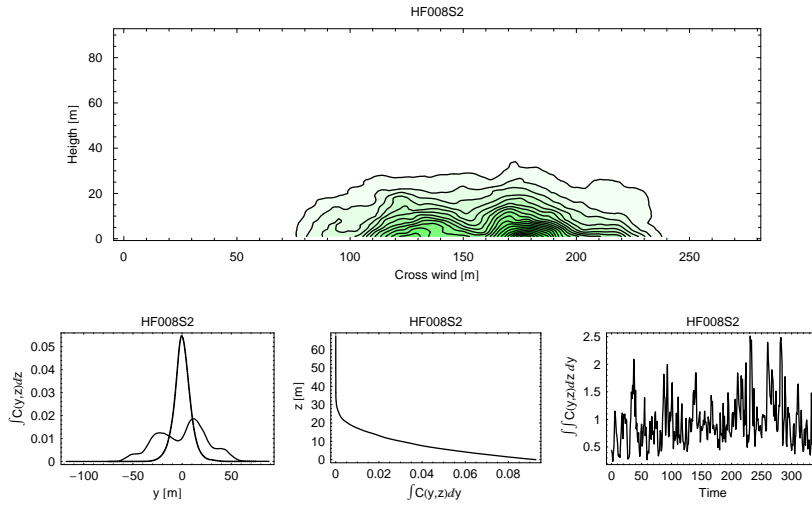 HF008S2
80
60
40
20
0
Heigth [m]
0 50 100 150 200 250
Cross wind [m]
HF008S2
0.05
0.04
0.03
0.02
0.01
0
∫C(y,z)dz
−100 −50 0 50
y [m]
HF008S2
60
50
40
30
20
10
0
z [m]
0 0.02 0.04 0.06 0.08
∫C(y,z)dy
HF008S2
2.5
2
1.5
1
0.5
∫∫C(y,z)dz dy
0 50 100 150 200 250 300
Time